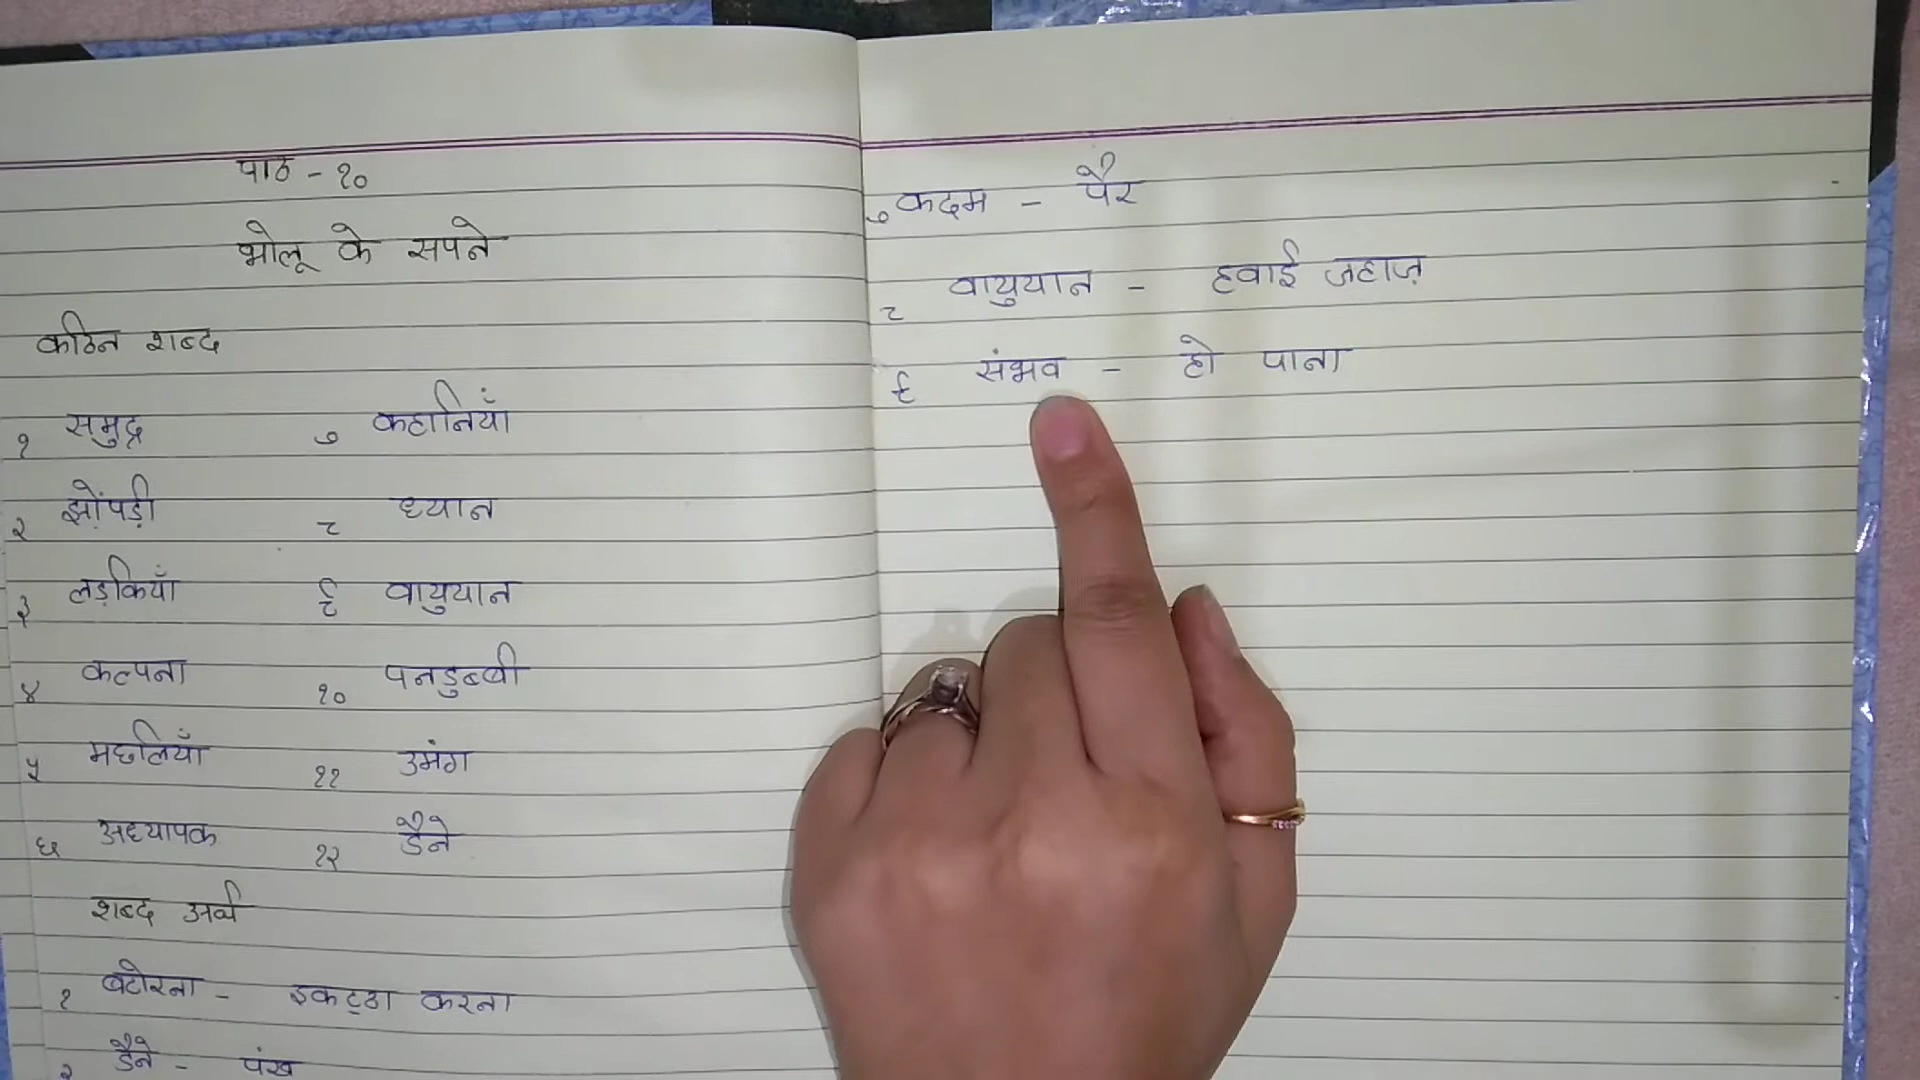 पाठ - १०
भोलू के सपने
कठिन शब्द
१ समुद्र ७ कहानियाँ
२ झोंपड़ी ८ ध्यान
३ लड़कियाँ ९ वायुयान
४ कल्पना १० पनडुब्बी
५ मछलियाँ ११ उमंग
६ अध्यापक १२ डैने
शब्द अर्थ
१ बटोरना - इकट्ठा करना
२ डैने - पंख
७ कदम - पैर
८ वायुयान - हवाई जहाज़
९ संभव - हो पाना